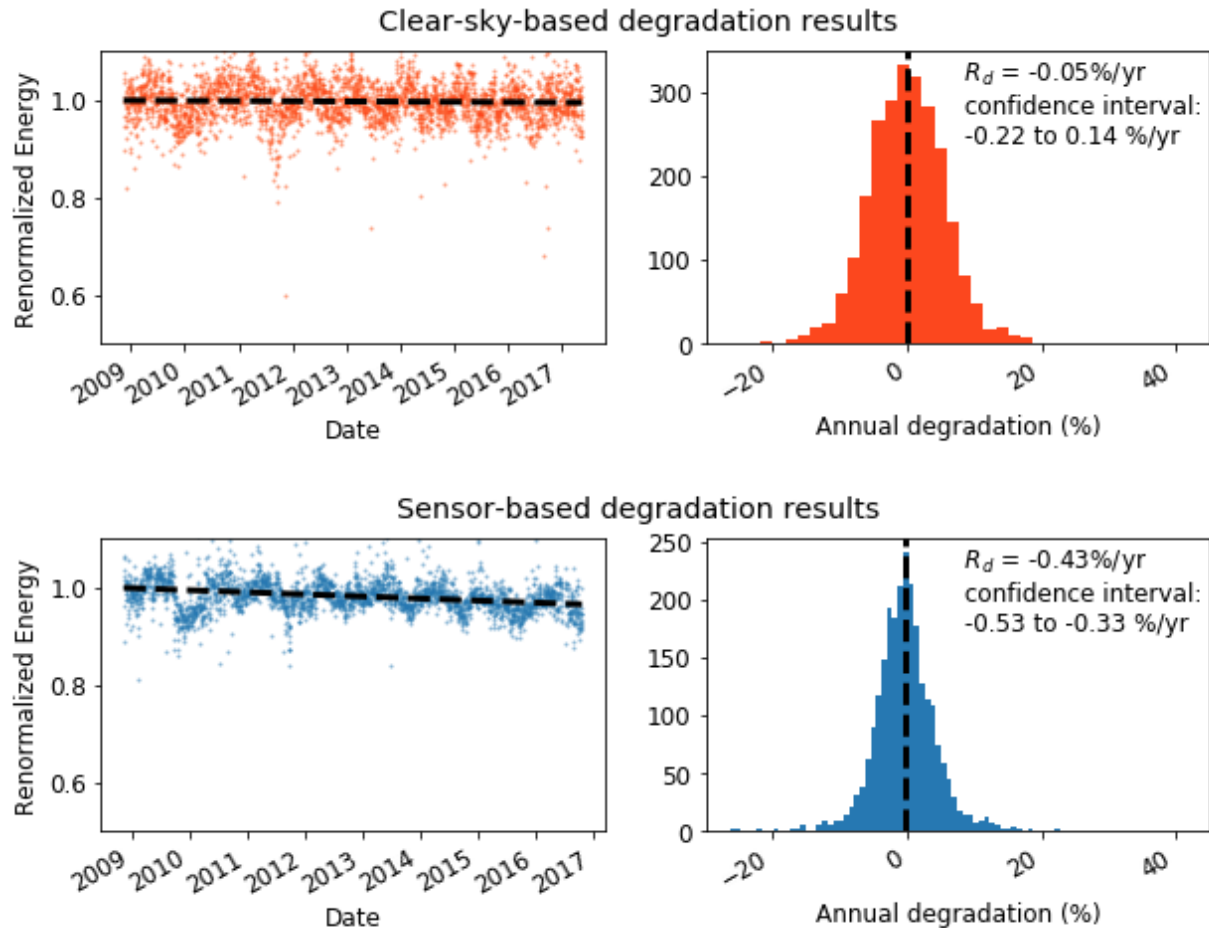 Clear-sky-based degradation results
Renormalized Energy
1.0
0.8
0.6
2009 2010 2011 2012 2013 2014 2015 2016 2017
Date
300
200
100
0
−20 0 20 40
Annual degradation (%)
R_d = -0.05%/yr
confidence interval:
-0.22 to 0.14 %/yr
Sensor-based degradation results
Renormalized Energy
1.0
0.8
0.6
2009 2010 2011 2012 2013 2014 2015 2016 2017
Date
250
200
150
100
50
0
−20 0 20 40
Annual degradation (%)
R_d = -0.43%/yr
confidence interval:
-0.53 to -0.33 %/yr